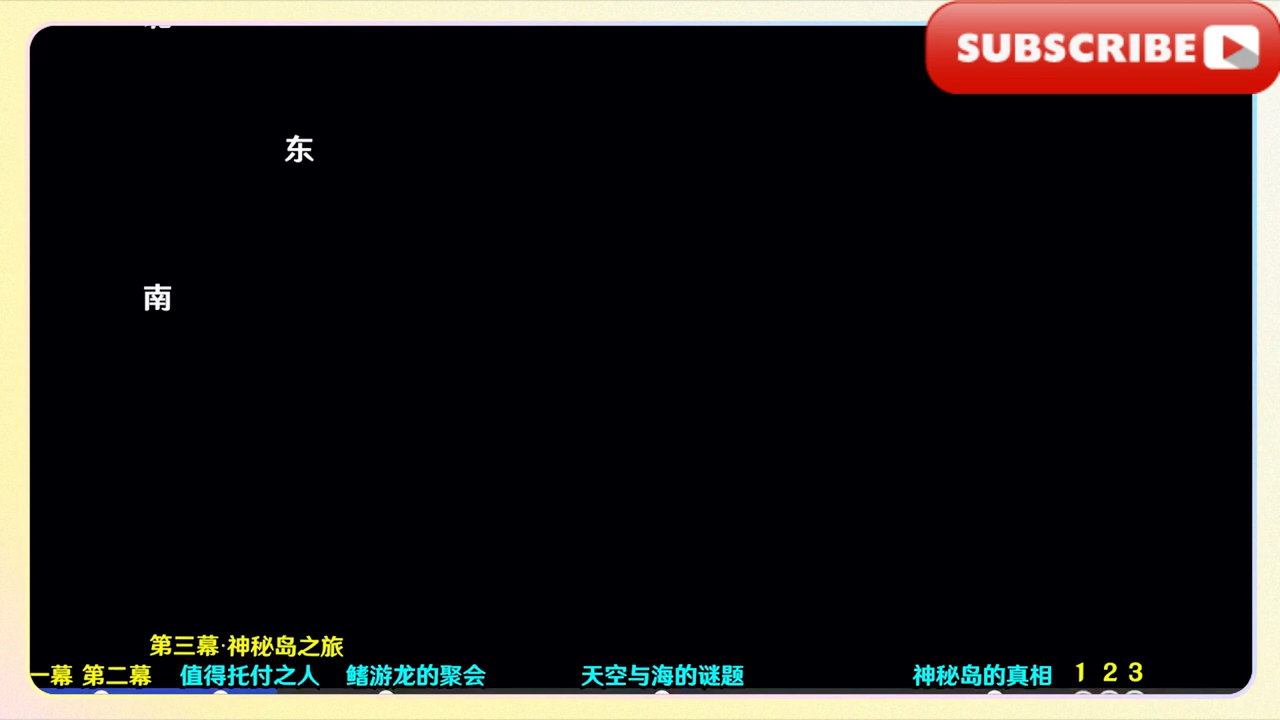 SUBSCRIBE
东
南
第三幕·神秘岛之旅
一幕 第二幕 值得托付之人 鳍游龙的聚会 天空与海的谜题 神秘岛的真相 1 2 3